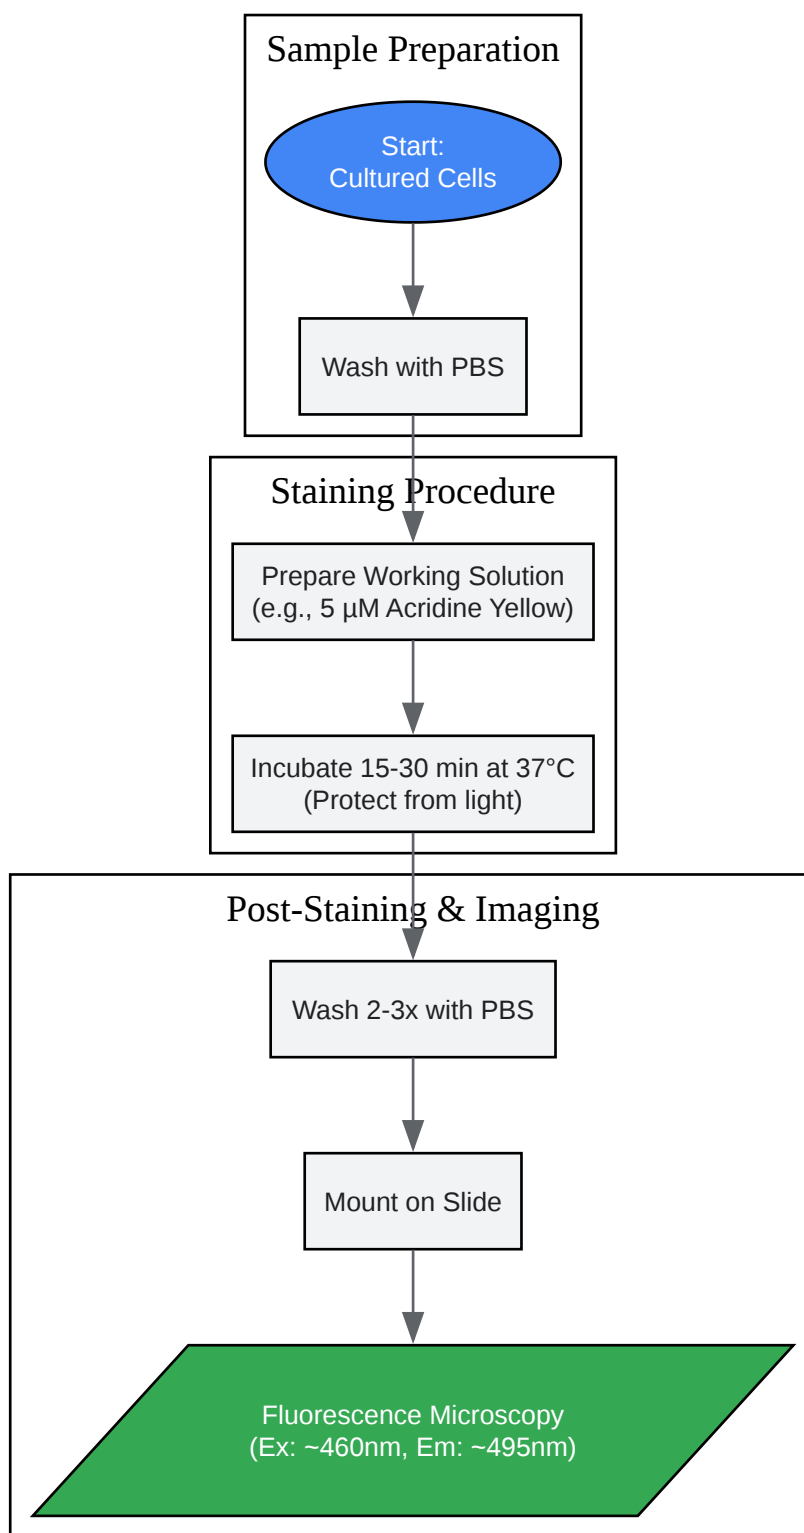 Sample Preparation
Start:
Cultured Cells
Wash with PBS
Staining Procedure
Prepare Working Solution
(e.g., 5 µM Acridine Yellow)
Incubate 15-30 min at 37°C
(Protect from light)
Post-Staining & Imaging
Wash 2-3x with PBS
Mount on Slide
Fluorescence Microscopy
(Ex: ~460nm, Em: ~495nm)